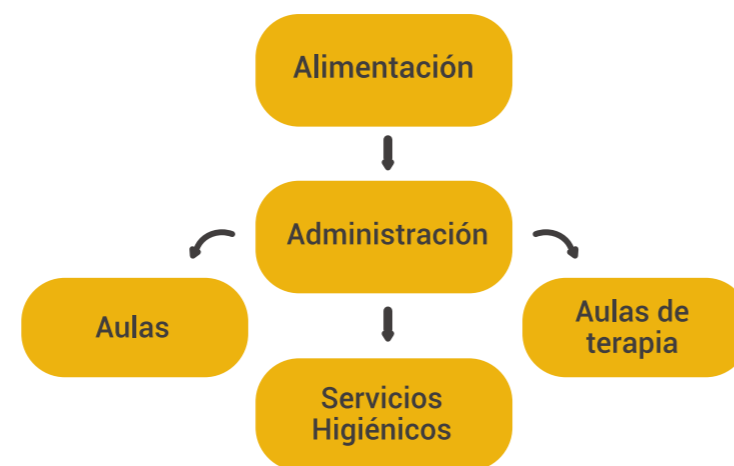 Alimentación
Administración
Aulas
Aulas de
terapia
Servicios
Higiénicos